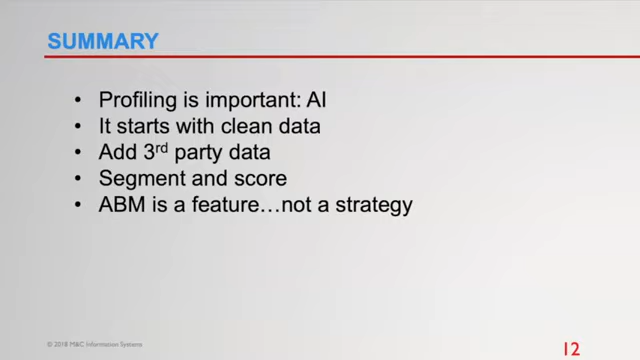 SUMMARY
• Profiling is important: AI
• It starts with clean data
• Add 3rd party data
• Segment and score
• ABM is a feature…not a strategy
© 2018 M&C Information Systems
12